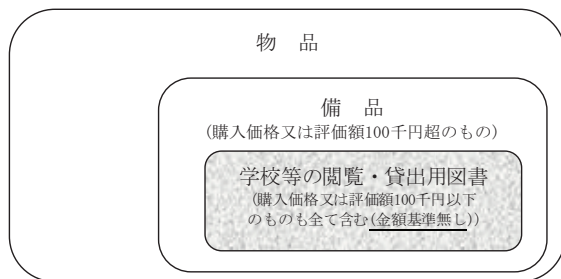 物　品
備　品
(購入価格又は評価額100千円超のもの)
学校等の閲覧・貸出用図書
(購入価格又は評価額100千円以下
のものも全て含む(金額基準無し))